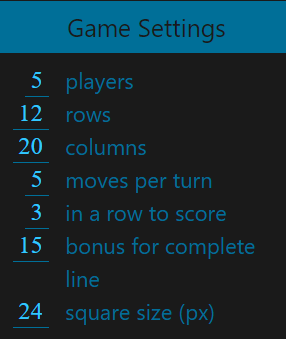 Game Settings
5 players
12 rows
20 columns
5 moves per turn
3 in a row to score
15 bonus for complete
line
24 square size (px)